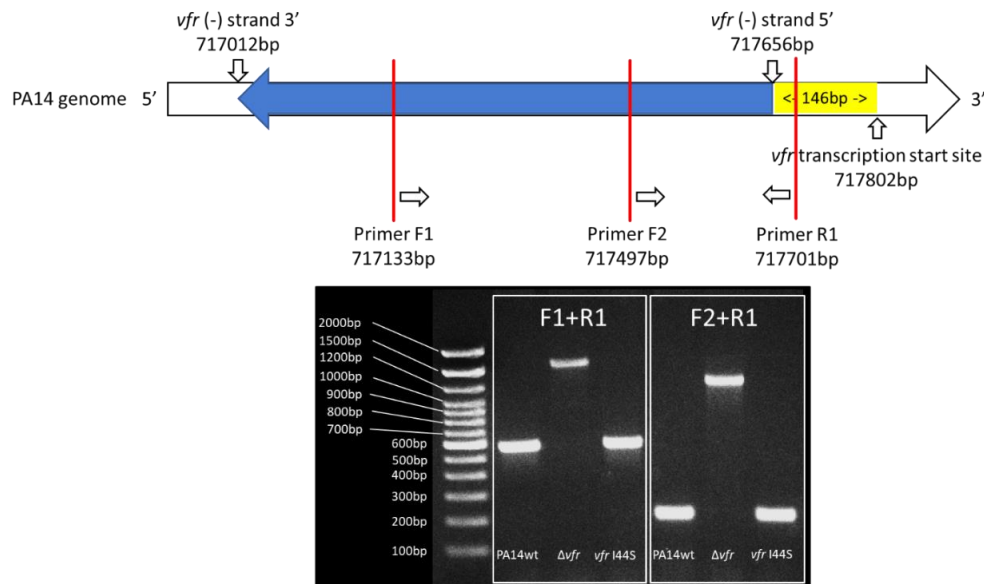 vfr (-) strand 3’
717012bp
vfr (-) strand 5’
717656bp
PA14 genome
5’
<- 146bp ->
3’
vfr transcription start site
717802bp
Primer F1
717133bp
Primer F2
717497bp
Primer R1
717701bp
F1+R1
F2+R1
2000bp
1500bp
1200bp
1000bp
900bp
800bp
700bp
600bp
500bp
400bp
300bp
200bp
100bp
PA14wt
Δvfr
vfr I44S
PA14wt
Δvfr
vfr I44S